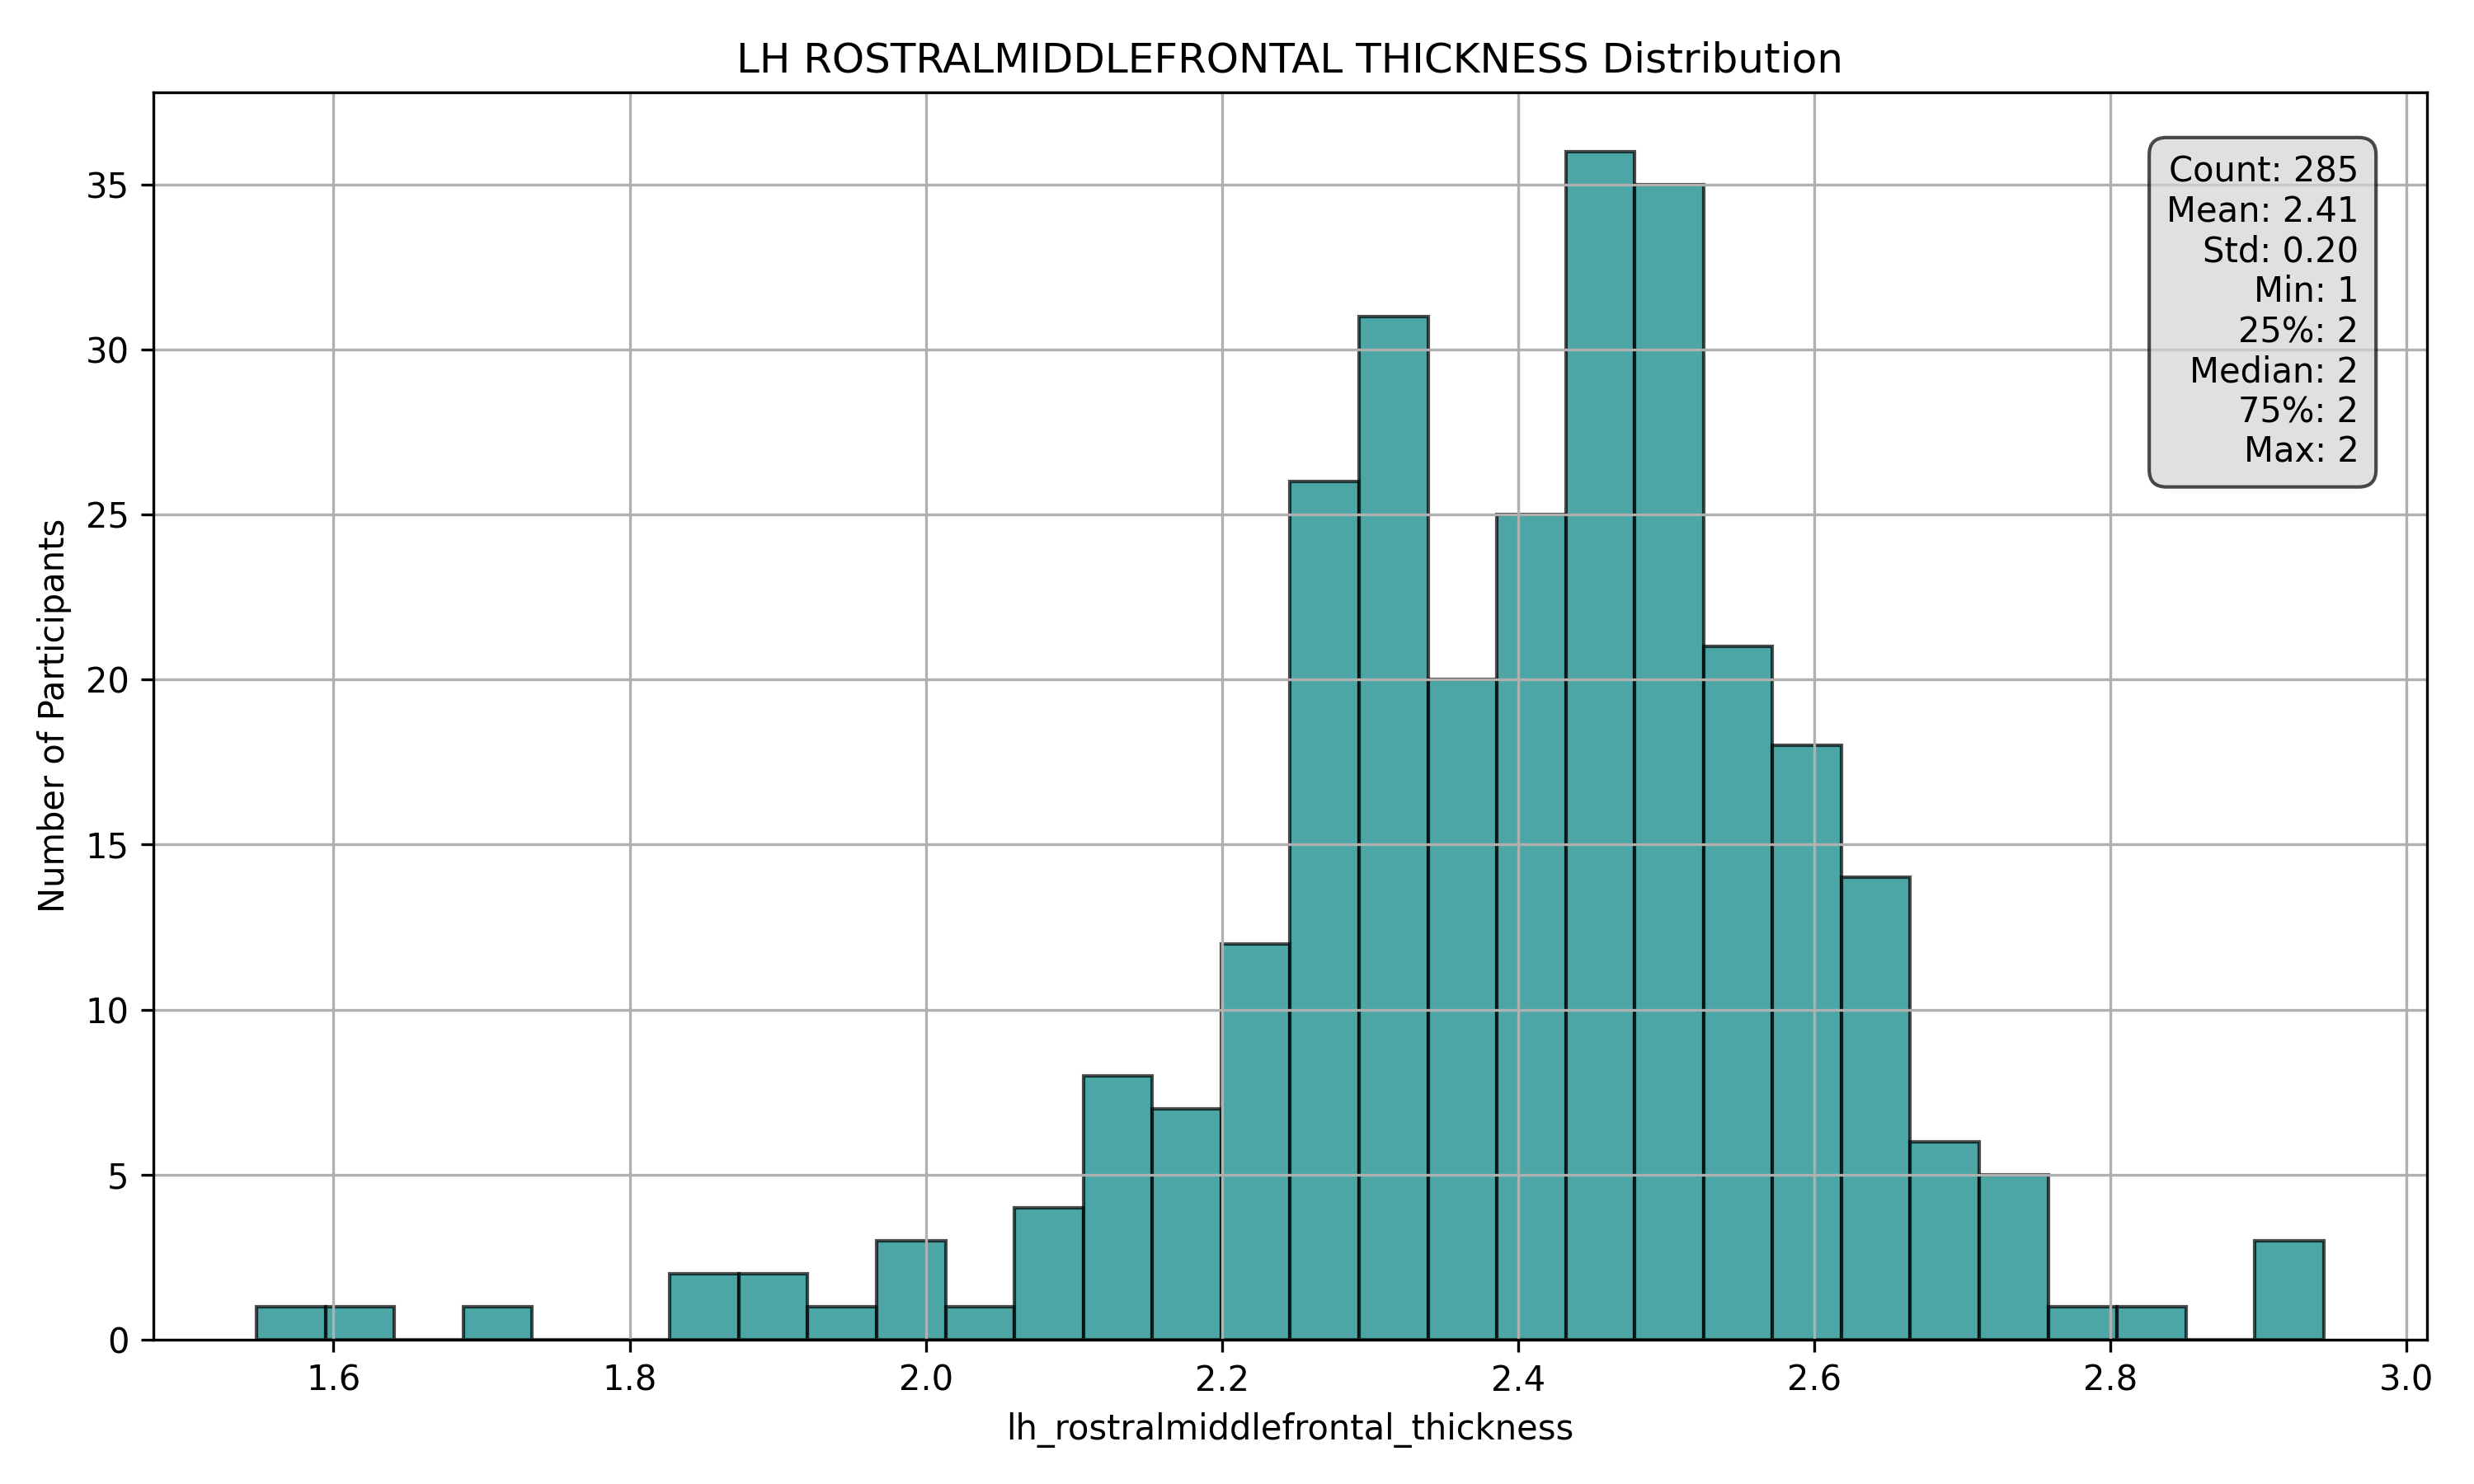 LH ROSTRALMIDDLEFRONTAL THICKNESS Distribution
Number of Participants
35
30
25
20
15
10
5
0
Count: 285
Mean: 2.41
Std: 0.20
Min: 1
25%: 2
Median: 2
75%: 2
Max: 2
1.6 1.8 2.0 2.2 2.4 2.6 2.8 3.0
lh_rostralmiddlefrontal_thickness